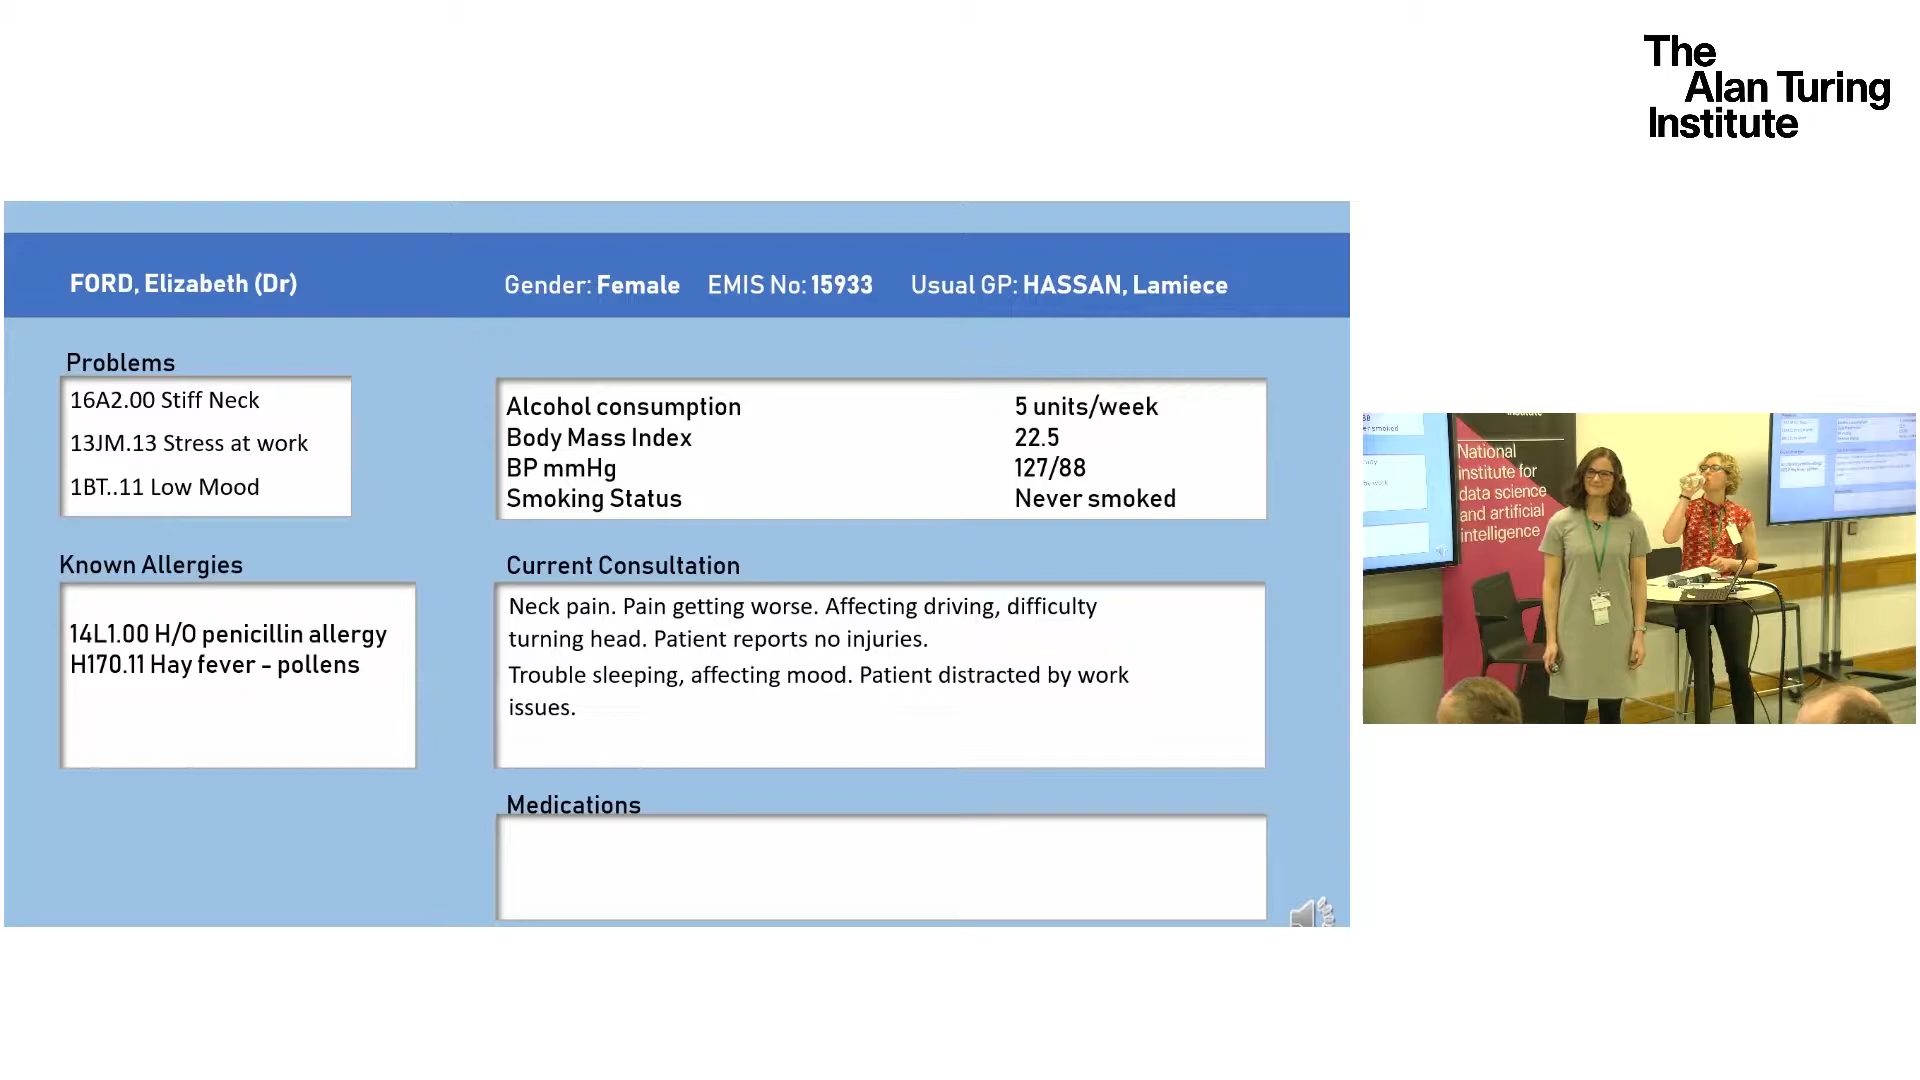 The
Alan Turing
Institute
FORD, Elizabeth (Dr)
Gender: Female EMIS No: 15933 Usual GP: HASSAN, Lamiece
Problems
16A2.00 Stiff Neck
13JM.13 Stress at work
1BT..11 Low Mood
Alcohol consumption 5 units/week
Body Mass Index 22.5
BP mmHg 127/88
Smoking Status Never smoked
Known Allergies
14L1.00 H/O penicillin allergy
H170.11 Hay fever - pollens
Current Consultation
Neck pain. Pain getting worse. Affecting driving, difficulty
turning head. Patient reports no injuries.
Trouble sleeping, affecting mood. Patient distracted by work
issues.
Medications
National
institute for
data science
and artificial
intelligence